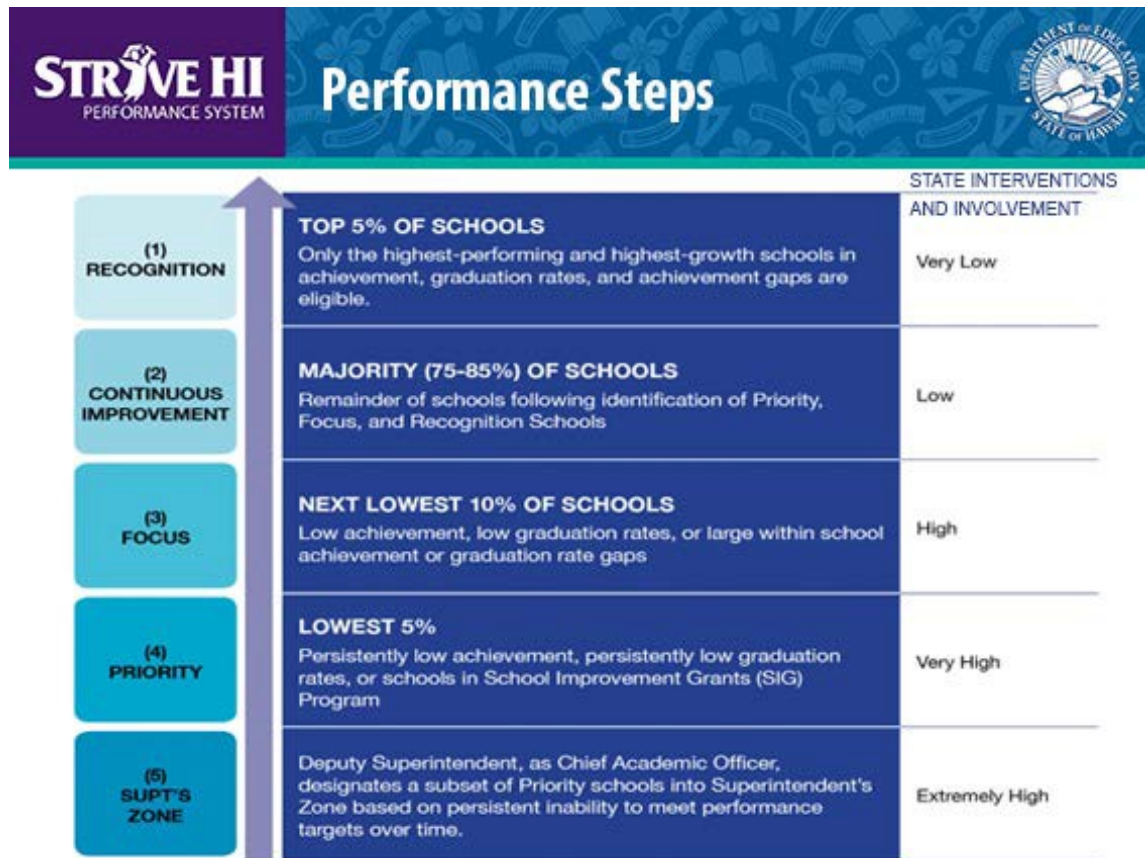 STRIVE HI
PERFORMANCE SYSTEM
Performance Steps
DEPARTMENT OF EDUCATION
STATE OF HAWAII
STATE INTERVENTIONS
AND INVOLVEMENT
(1)
RECOGNITION
TOP 5% OF SCHOOLS
Only the highest-performing and highest-growth schools in
achievement, graduation rates, and achievement gaps are
eligible.
Very Low
(2)
CONTINUOUS
IMPROVEMENT
MAJORITY (75-85%) OF SCHOOLS
Remainder of schools following identification of Priority,
Focus, and Recognition Schools
Low
(3)
FOCUS
NEXT LOWEST 10% OF SCHOOLS
Low achievement, low graduation rates, or large within school
achievement or graduation rate gaps
High
(4)
PRIORITY
LOWEST 5%
Persistently low achievement, persistently low graduation
rates, or schools in School Improvement Grants (SIG)
Program
Very High
(5)
SUPT'S
ZONE
Deputy Superintendent, as Chief Academic Officer,
designates a subset of Priority schools into Superintendent's
Zone based on persistent inability to meet performance
targets over time.
Extremely High